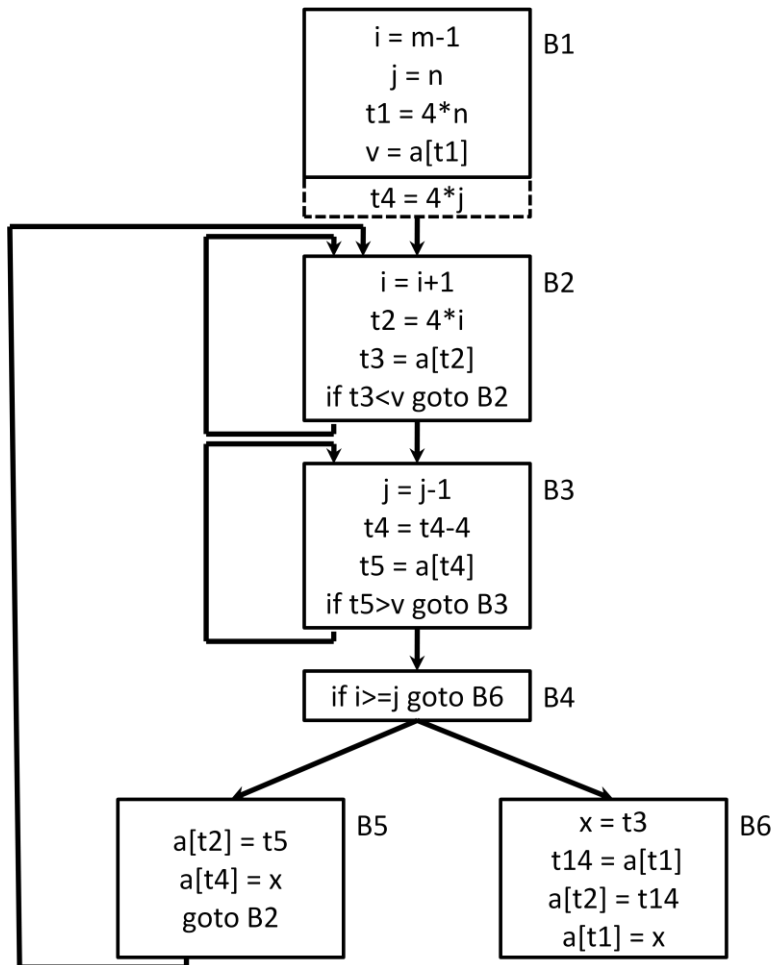 i = m-1
j = n
t1 = 4*n
v = a[t1]
B1
t4 = 4*j
i = i+1
t2 = 4*i
t3 = a[t2]
if t3<v goto B2
B2
j = j-1
t4 = t4-4
t5 = a[t4]
if t5>v goto B3
B3
if i>=j goto B6
B4
a[t2] = t5
a[t4] = x
goto B2
B5
x = t3
t14 = a[t1]
a[t2] = t14
a[t1] = x
B6